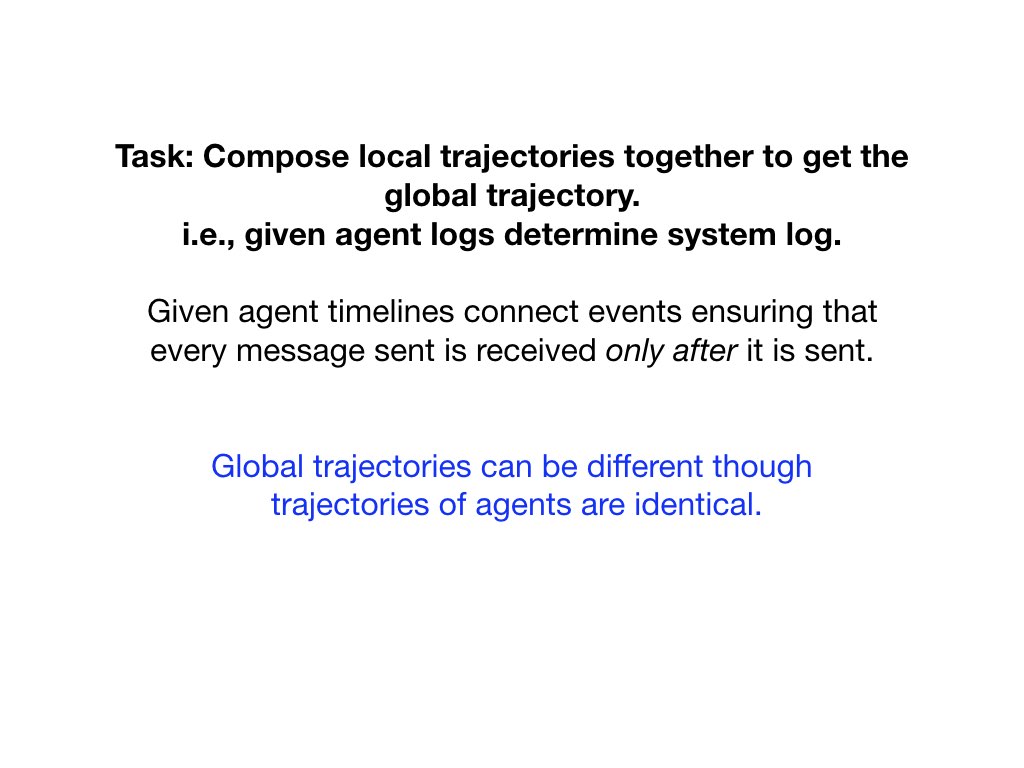 Task: Compose local trajectories together to get the
global trajectory.
i.e., given agent logs determine system log.
Given agent timelines connect events ensuring that
every message sent is received only after it is sent.
Global trajectories can be different though
trajectories of agents are identical.